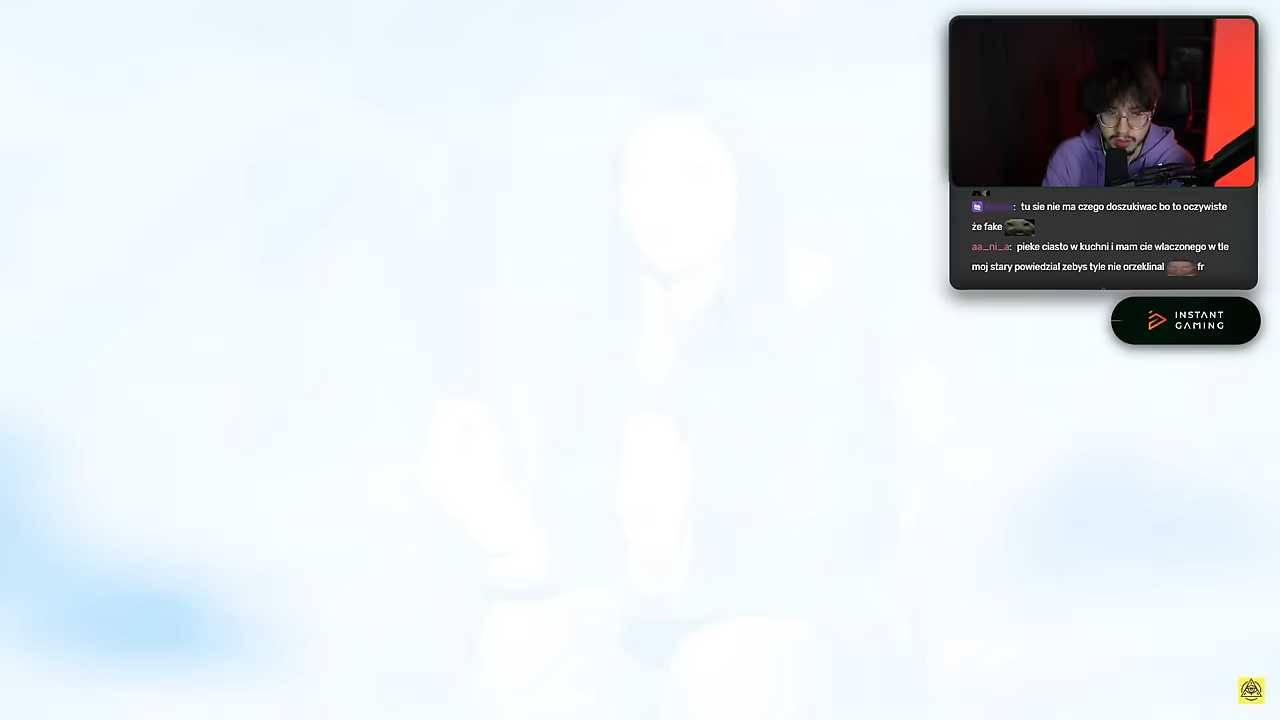 : tu sie nie ma czego doszukiwac bo to oczywiste
że fake
aa_ni_a: pieke ciasto w kuchni i mam cie wlaczonego w tle
moj stary powiedzial zebys tyle nie orzeklinal fr
INSTANT
GAMING